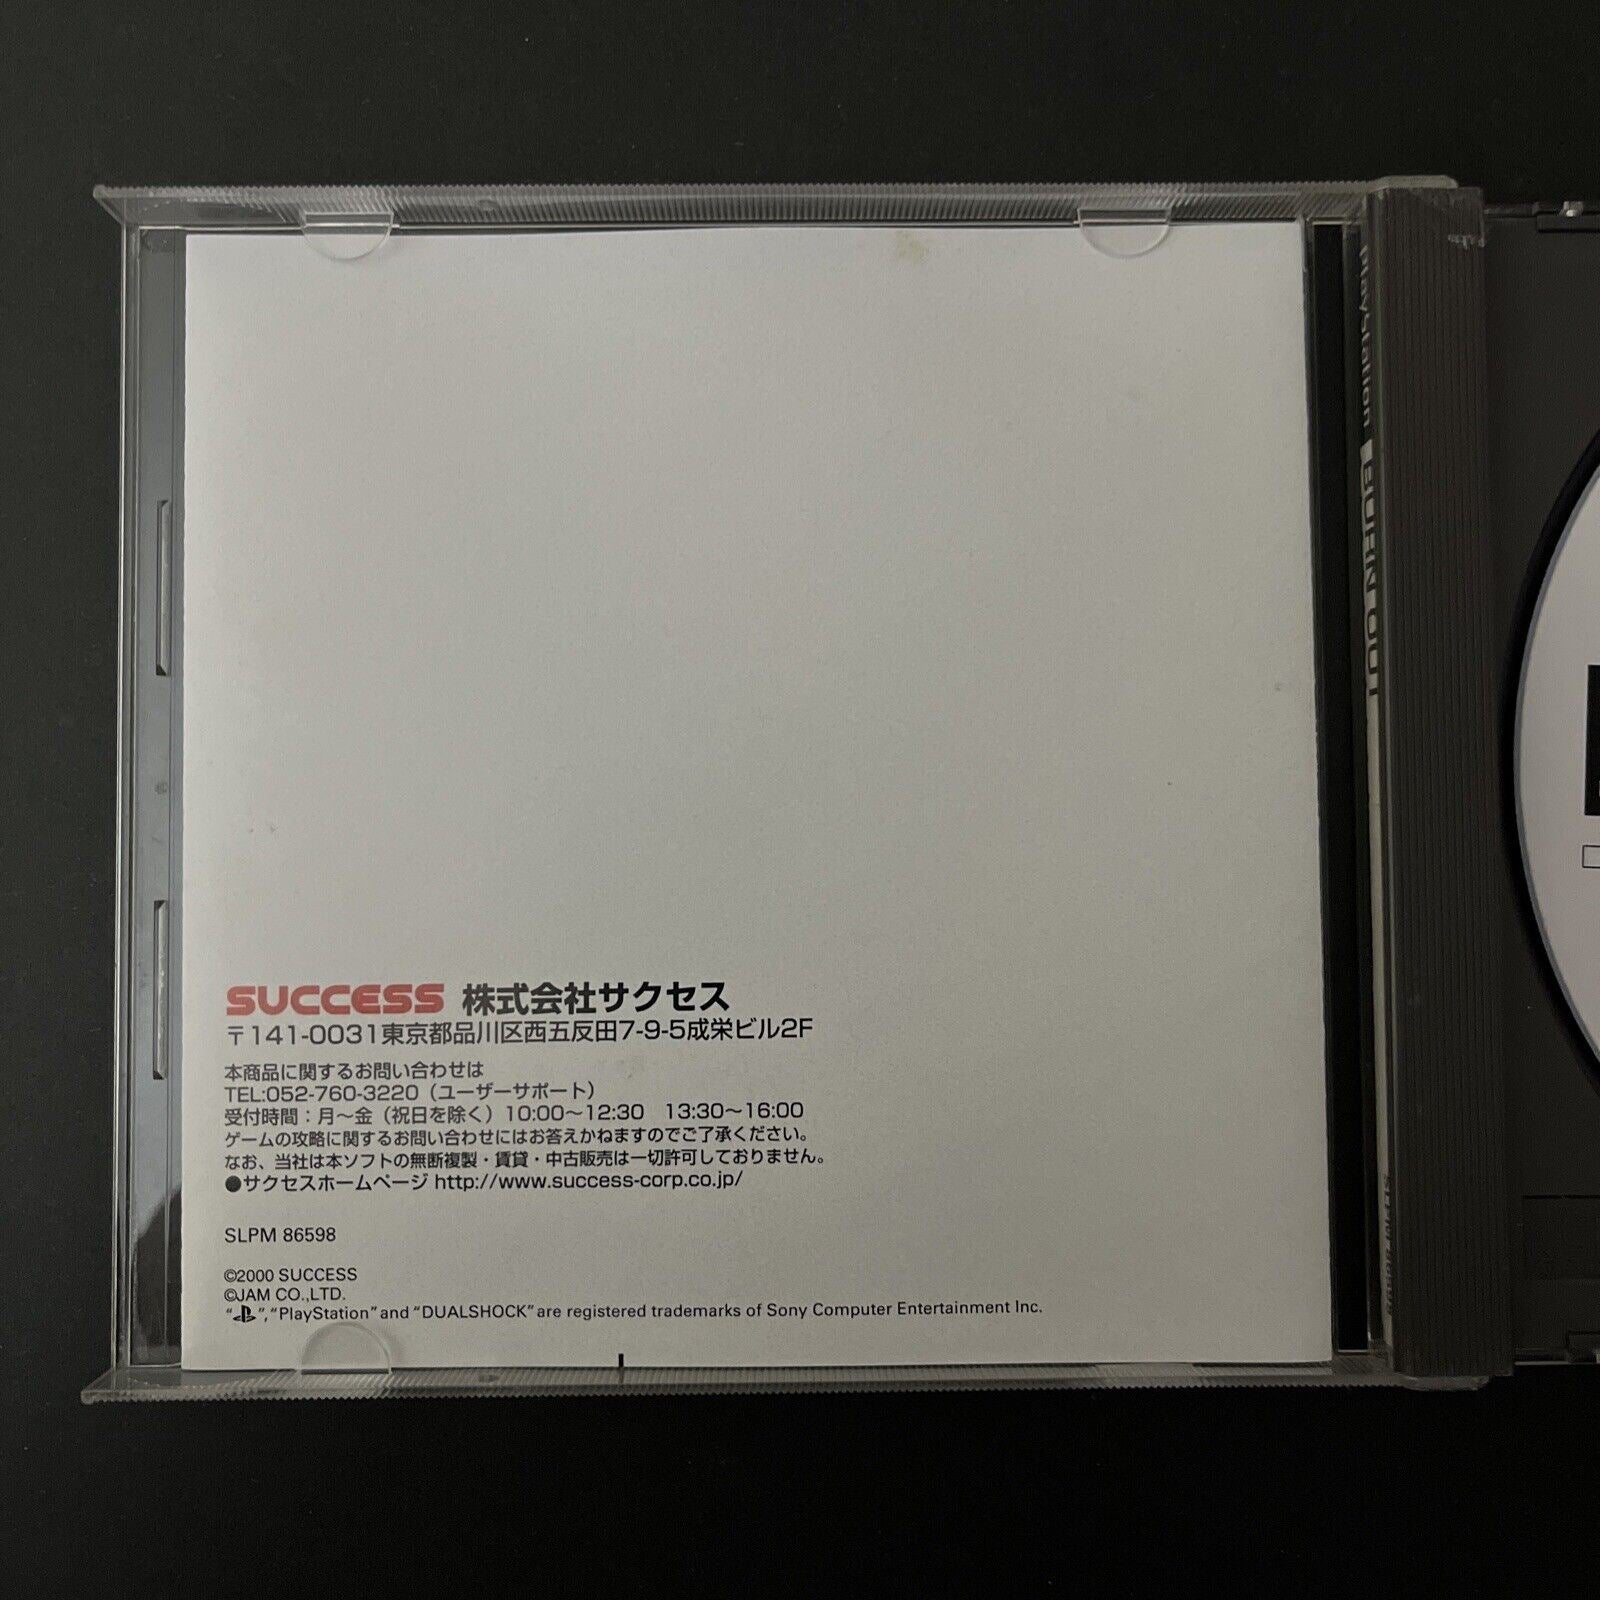 SUCCESS 株式会社サクセス
〒141-0031東京都品川区西五反田7-9-5成栄ビル2F
本商品に関するお問い合わせは
TEL:052-760-3220（ユーザーサポート）
受付時間：月～金（祝日を除く）10:00～12:30　13:30～16:00
ゲームの攻略に関するお問い合わせにはお答えかねますのでご了承ください。
なお、当社は本ソフトの無断複製・賃貸・中古販売は一切許可しておりません。
●サクセスホームページ http://www.success-corp.co.jp/
SLPM 86598
©2000 SUCCESS
©JAM CO.,LTD.
“ ”, “PlayStation” and “DUALSHOCK” are registered trademarks of Sony Computer Entertainment Inc.
PlayStation
SLPM 86598